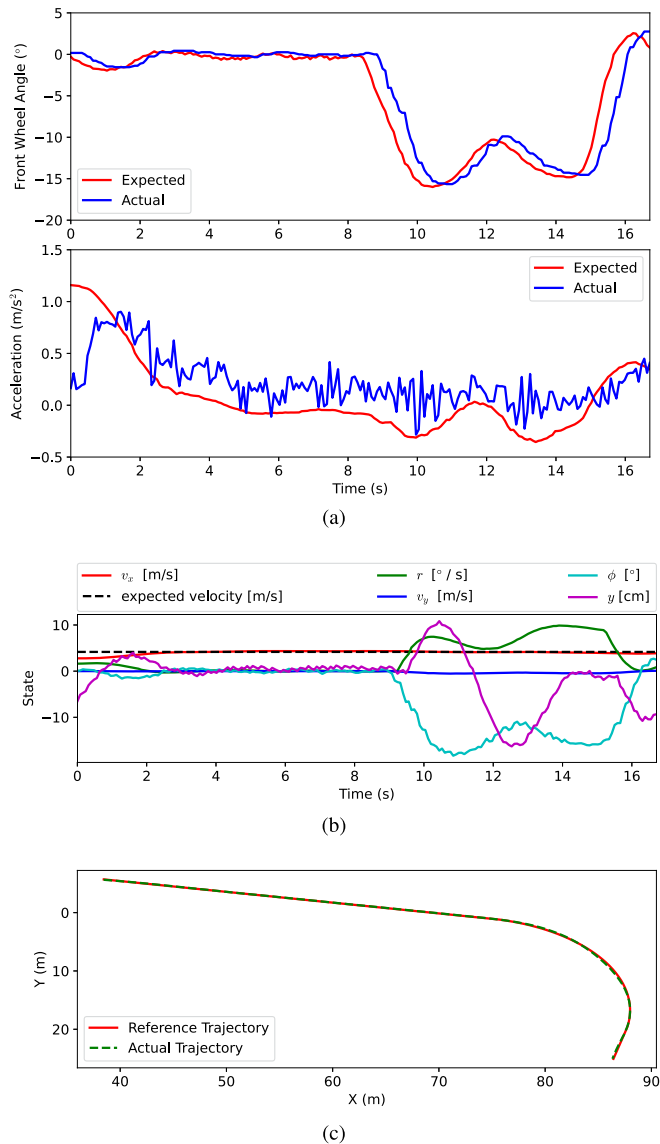 Front Wheel Angle (°)
5
0
−5
−10
−15
−20
Expected
Actual
0 2 4 6 8 10 12 14 16
Acceleration (m/s²)
1.5
1.0
0.5
0.0
−0.5
Expected
Actual
0 2 4 6 8 10 12 14 16
Time (s)
(a)
v_x [m/s] r [° / s] ϕ [°]
expected velocity [m/s] v_y [m/s] y [cm]
State
10
0
−10
0 2 4 6 8 10 12 14 16
Time (s)
(b)
Y (m)
0
10
20
Reference Trajectory
Actual Trajectory
40 50 60 70 80 90
X (m)
(c)